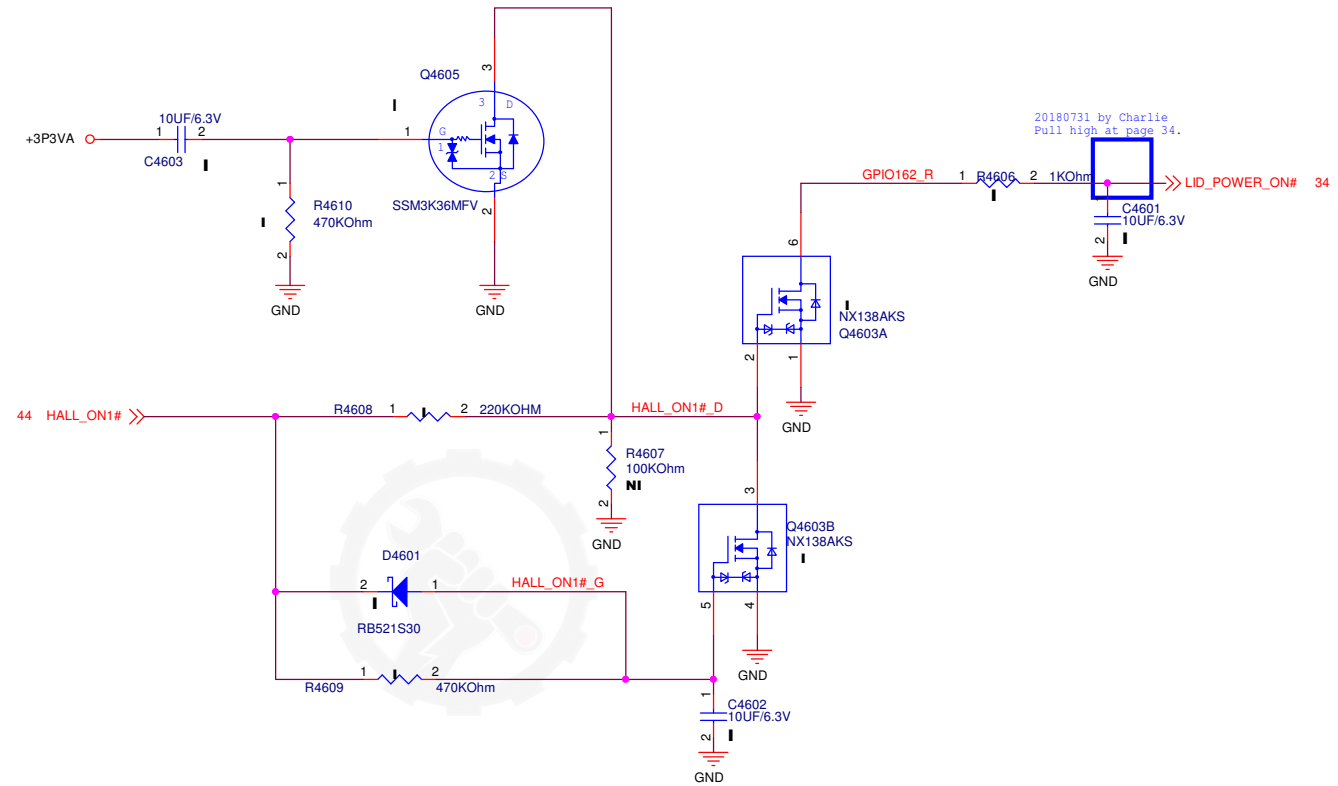 3
Q4605
3 D
I
10UF/6.3V
+3P3VA
1 2
1
G
1
C4603
I
2 S
20180731 by Charlie
Pull high at page 34.
1
R4610
470KOhm
I
2
SSM3K36MFV
2
GPIO162_R
1 R4606 2 1KOhm
I
LID_POWER_ON# 34
1
C4601
10UF/6.3V
2
I
GND
GND
GND
6
I
NX138AKS
Q4603A
2
1
GND
44 HALL_ON1#
R4608
1 I 2
220KOHM
HALL_ON1#_D
1
R4607
100KOhm
NI
2
GND
3
Q4603B
NX138AKS
I
5
4
GND
D4601
2 1
I
HALL_ON1#_G
RB521S30
R4609
1 I 2
470KOhm
1
C4602
10UF/6.3V
2
I
GND